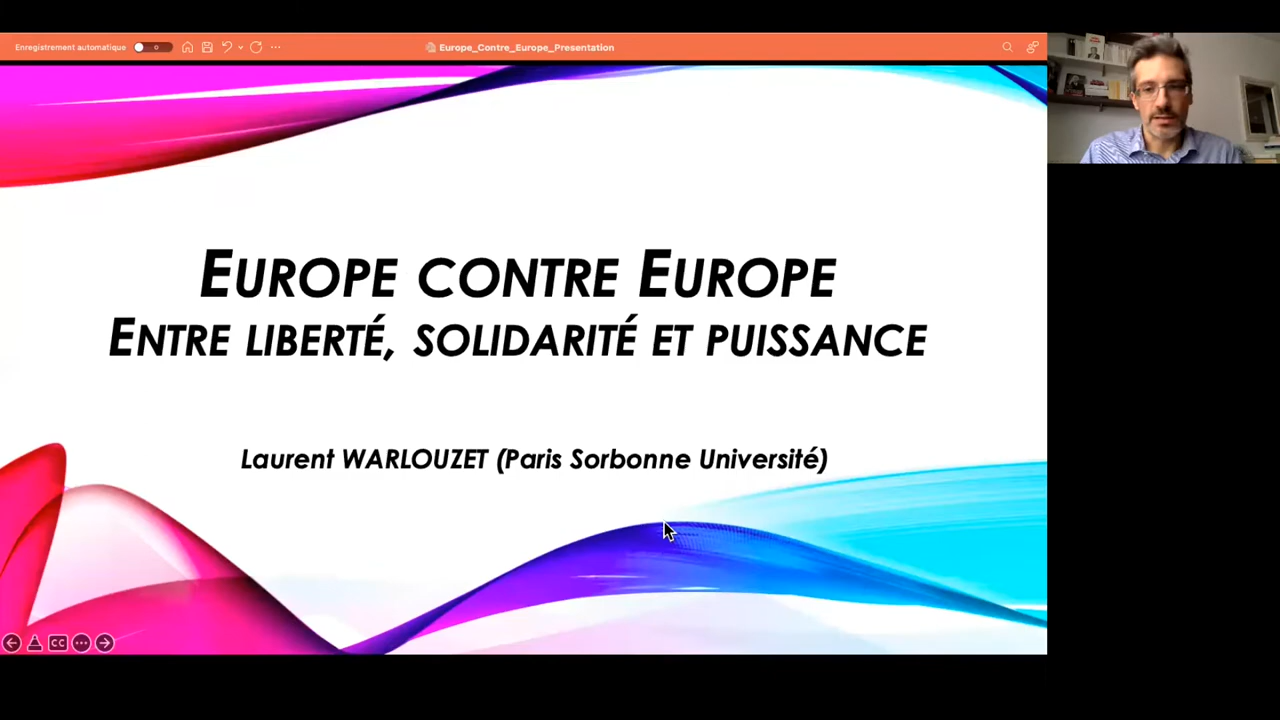 Enregistrement automatique
Europe_Contre_Europe_Presentation
EUROPE CONTRE EUROPE
ENTRE LIBERTÉ, SOLIDARITÉ ET PUISSANCE
Laurent WARLOUZET (Paris Sorbonne Université)
CC